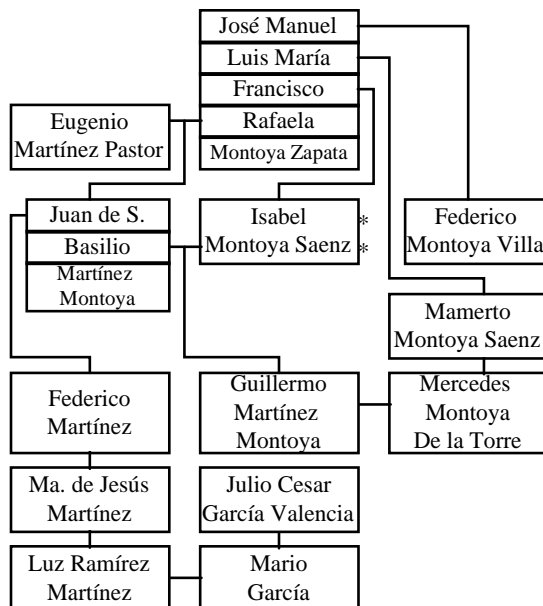 José Manuel
Luis María
Francisco
Rafaela
Montoya Zapata
Eugenio
Martínez Pastor
Juan de S.
Basilio
Martínez
Montoya
Isabel *
Montoya Saenz *
Federico
Montoya Villa
Mamerto
Montoya Saenz
Federico
Martínez
Guillermo
Martínez
Montoya
Mercedes
Montoya
De la Torre
Ma. de Jesús
Martínez
Julio Cesar
García Valencia
Luz Ramírez
Martínez
Mario
García